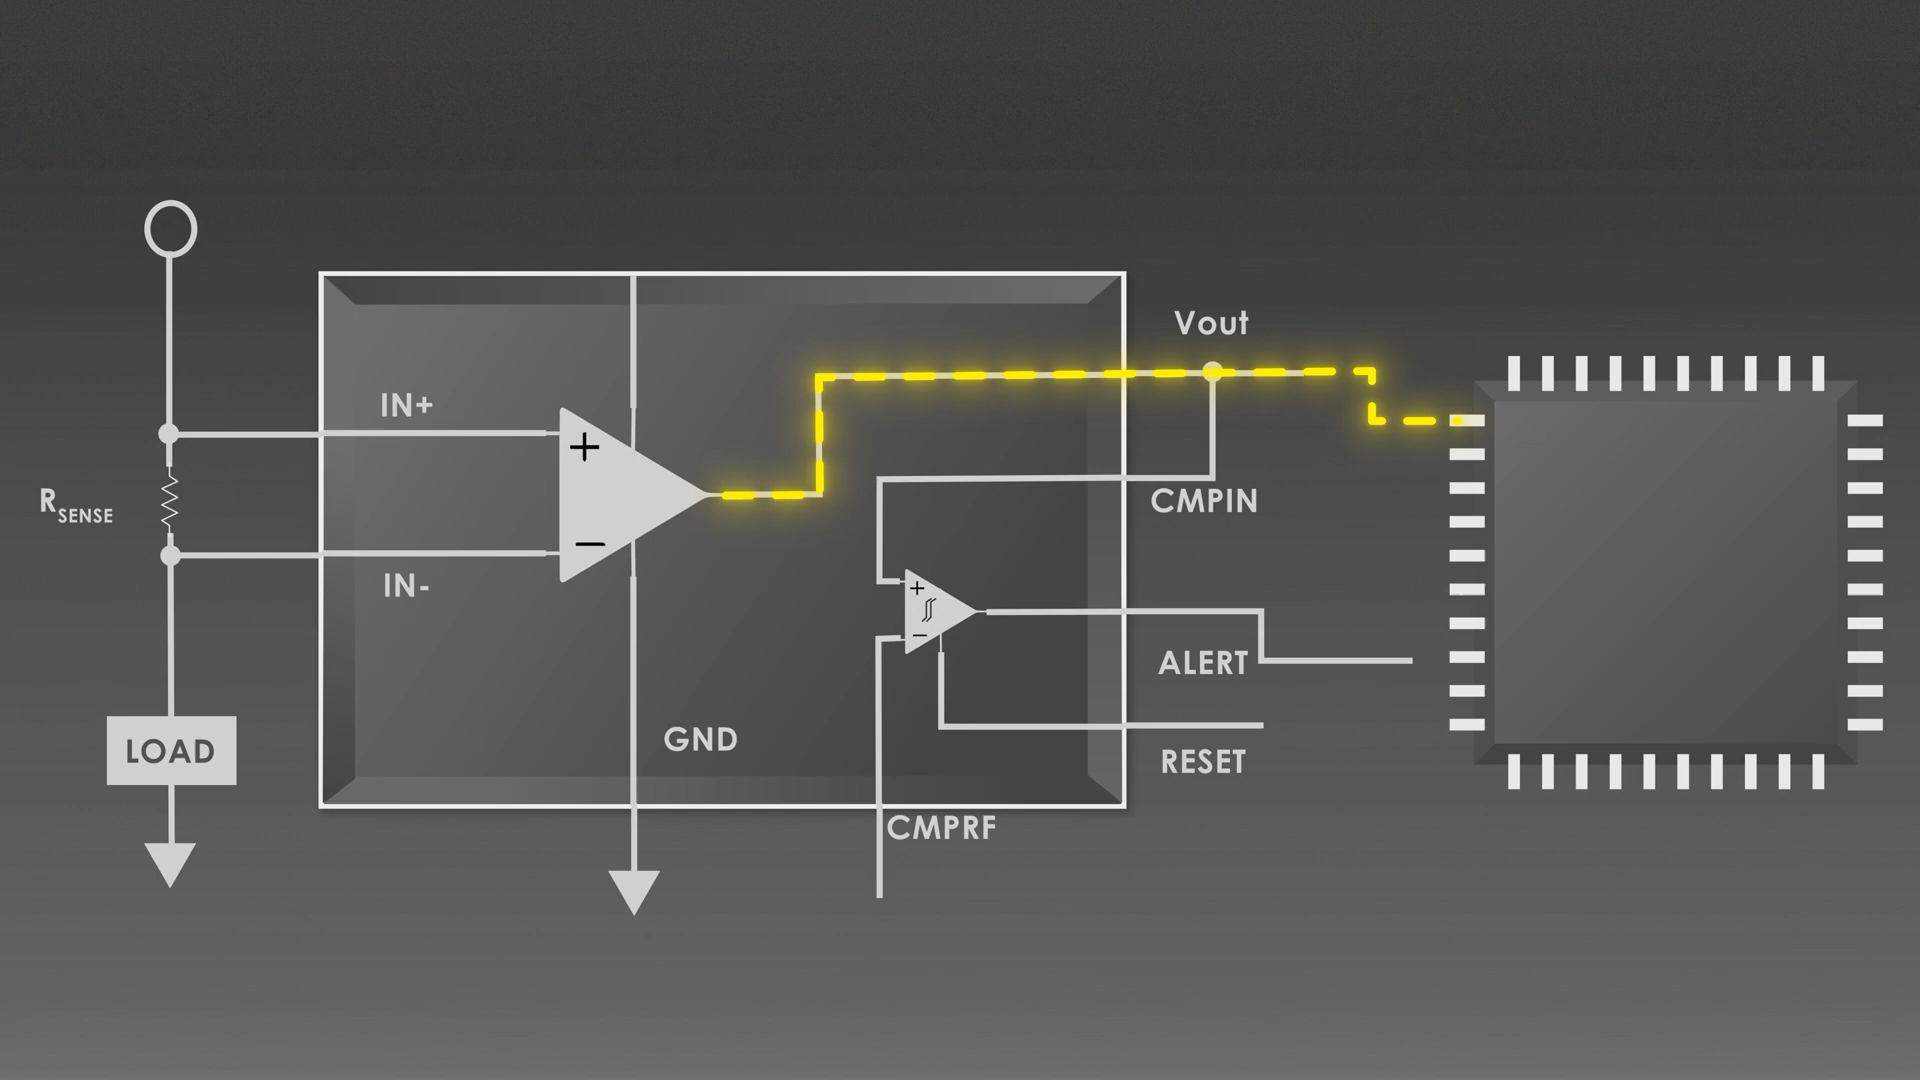 Vout
IN+
RSENSE
CMPIN
IN-
ALERT
GND
LOAD
RESET
CMPRF